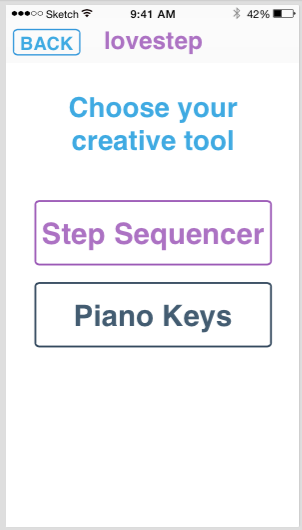 Sketch 9:41 AM 42%
BACK lovestep
Choose your
creative tool
Step Sequencer
Piano Keys